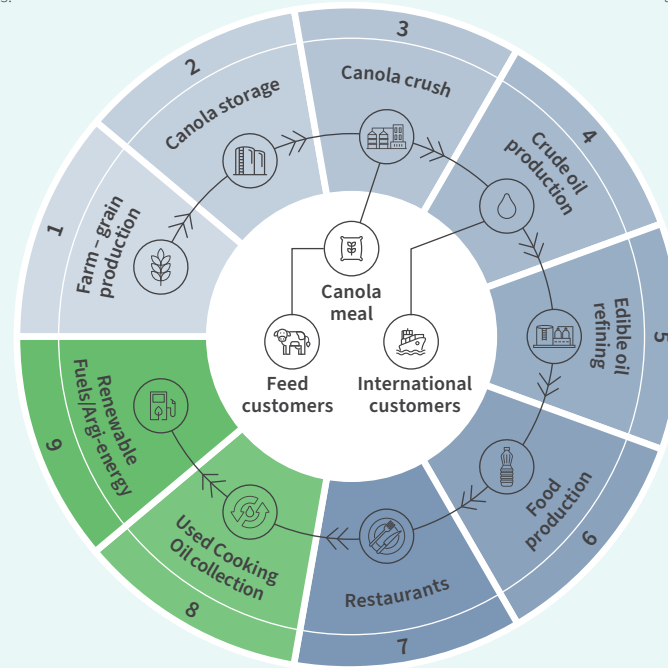 1
Farm – grain
production
2
Canola storage
3
Canola crush
4
Crude oil
production
5
Edible oil
refining
6
Food
production
7
Restaurants
8
Used Cooking
Oil collection
9
Renewable
Fuels/Argi-energy
Canola
meal
Feed
customers
International
customers